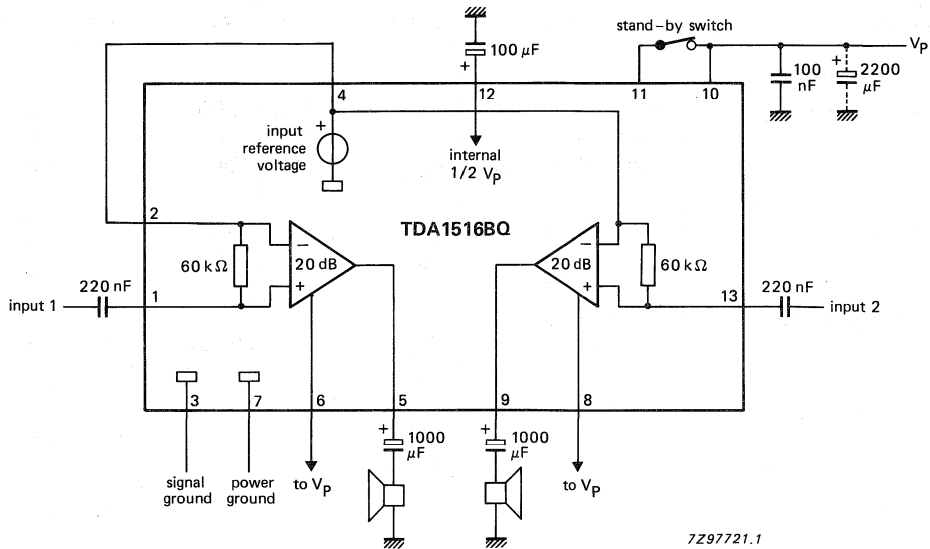 stand-by switch
100 μF
+
VP
4
12
11
10
100 nF
+
2200 μF
+
input reference voltage
internal 1/2 VP
2
TDA1516BQ
60 kΩ
−
20 dB
+
−
20 dB
+
60 kΩ
220 nF
input 1
1
13
220 nF
input 2
3
7
6
5
9
8
+
1000 μF
+
1000 μF
signal ground
power ground
to VP
to VP
7Z97721.1